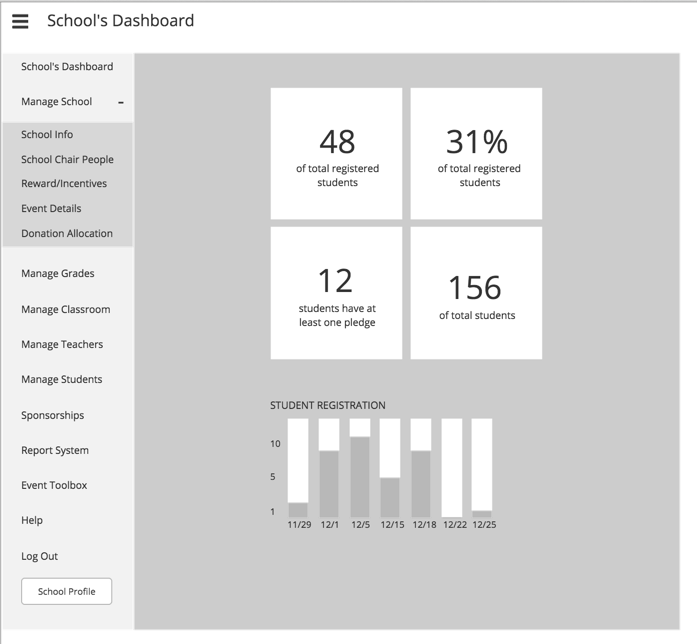 School's Dashboard
School's Dashboard
Manage School -
School Info
School Chair People
Reward/Incentives
Event Details
Donation Allocation
Manage Grades
Manage Classroom
Manage Teachers
Manage Students
Sponsorships
Report System
Event Toolbox
Help
Log Out
School Profile
48
of total registered
students
31%
of total registered
students
12
students have at
least one pledge
156
of total students
STUDENT REGISTRATION
10
5
1
11/29 12/1 12/5 12/15 12/18 12/22 12/25